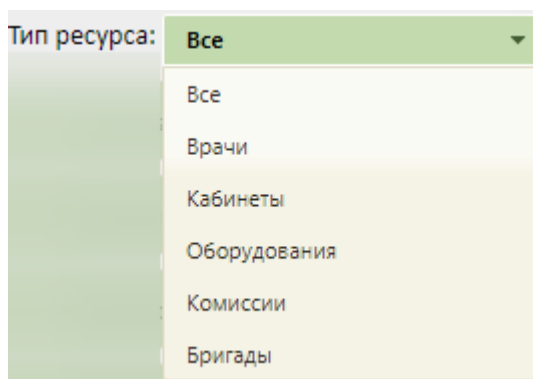 Тип ресурса: Все
Все
Врачи
Кабинеты
Оборудования
Комиссии
Бригады